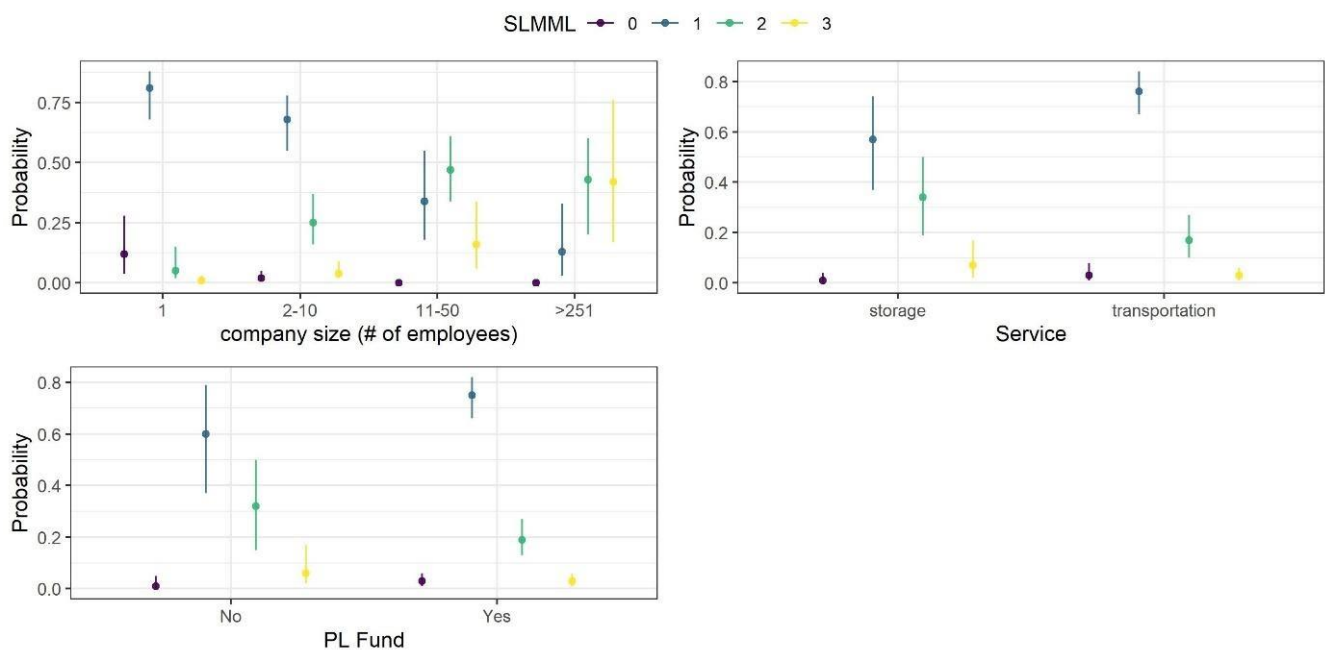 SLMML 0 1 2 3
Probability
0.75
0.50
0.25
0.00
1 2-10 11-50 >251
company size (# of employees)
Probability
0.8
0.6
0.4
0.2
0.0
storage transportation
Service
Probability
0.8
0.6
0.4
0.2
0.0
No Yes
PL Fund